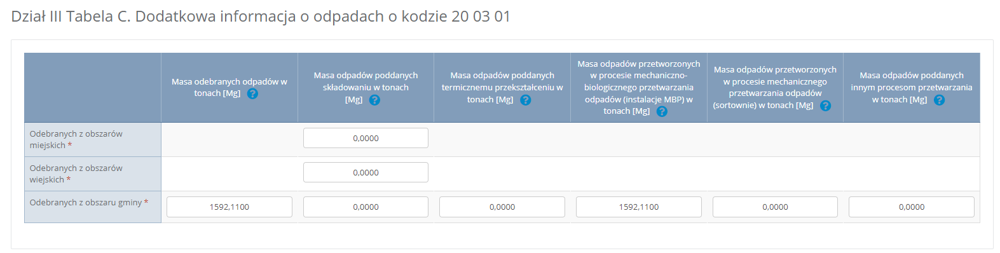 Dział III Tabela C. Dodatkowa informacja o odpadach o kodzie 20 03 01
Masa odebranych odpadów w
tonach [Mg] ?
Masa odpadów poddanych
składowaniu w tonach
[Mg] ?
Masa odpadów poddanych
termicznemu przekształceniu w
tonach [Mg] ?
Masa odpadów przetworzonych
w procesie mechaniczno-
biologicznego przetwarzania
odpadów (instalacje MBP) w
tonach [Mg] ?
Masa odpadów przetworzonych
w procesie mechanicznego
przetwarzania odpadów
(sortownie) w tonach [Mg] ?
Masa odpadów poddanych
innym procesom przetwarzania
w tonach [Mg] ?
Odebranych z obszarów
miejskich *
0,0000
Odebranych z obszarów
wiejskich *
0,0000
Odebranych z obszaru gminy *
1592,1100
0,0000
0,0000
1592,1100
0,0000
0,0000